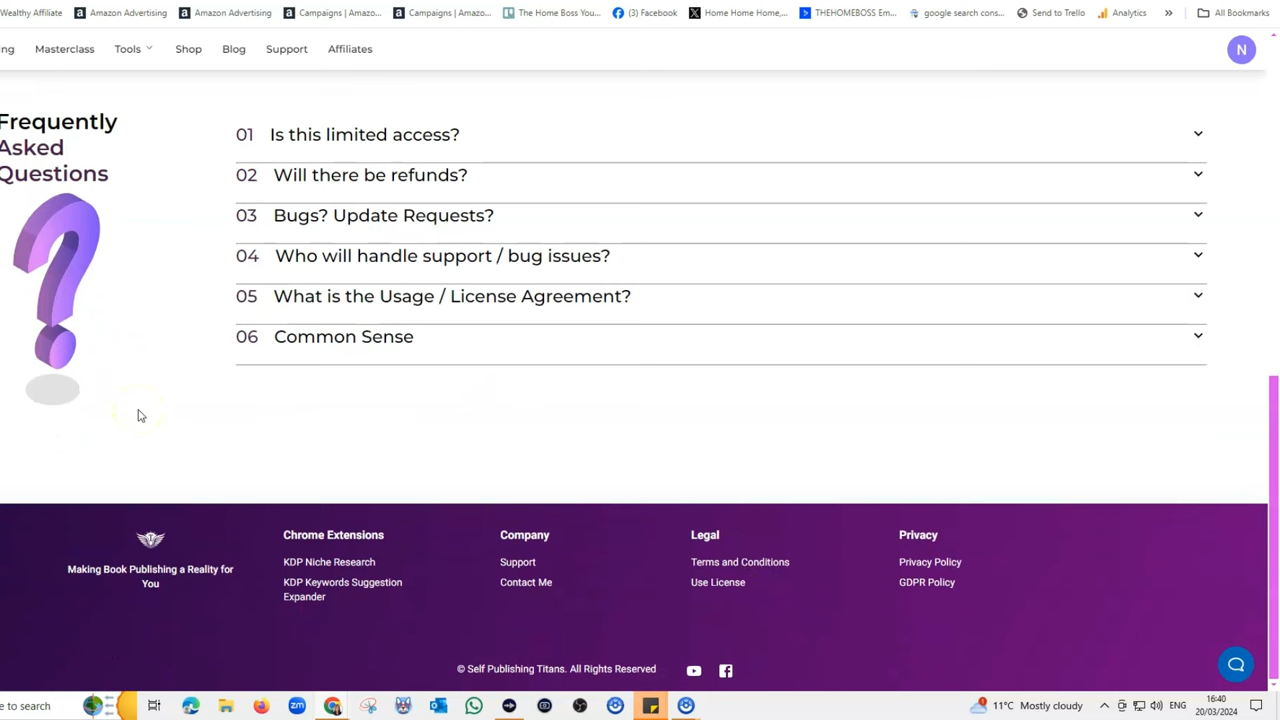 Wealthy Affiliate
Amazon Advertising
Amazon Advertising
Campaigns | Amazo...
Campaigns | Amazo...
The Home Boss You...
(3) Facebook
Home Home Home,...
THEHOMEBOSS Em...
google search cons...
Send to Trello
Analytics
»
All Bookmarks
ng
Masterclass
Tools
Shop
Blog
Support
Affiliates
N
Frequently
Asked
Questions
01 Is this limited access?
02 Will there be refunds?
03 Bugs? Update Requests?
04 Who will handle support / bug issues?
05 What is the Usage / License Agreement?
06 Common Sense
Making Book Publishing a Reality for
You
Chrome Extensions
KDP Niche Research
KDP Keywords Suggestion
Expander
Company
Support
Contact Me
Legal
Terms and Conditions
Use License
Privacy
Privacy Policy
GDPR Policy
© Self Publishing Titans. All Rights Reserved
e to search
zm
11°C Mostly cloudy
ENG
16:40
20/03/2024